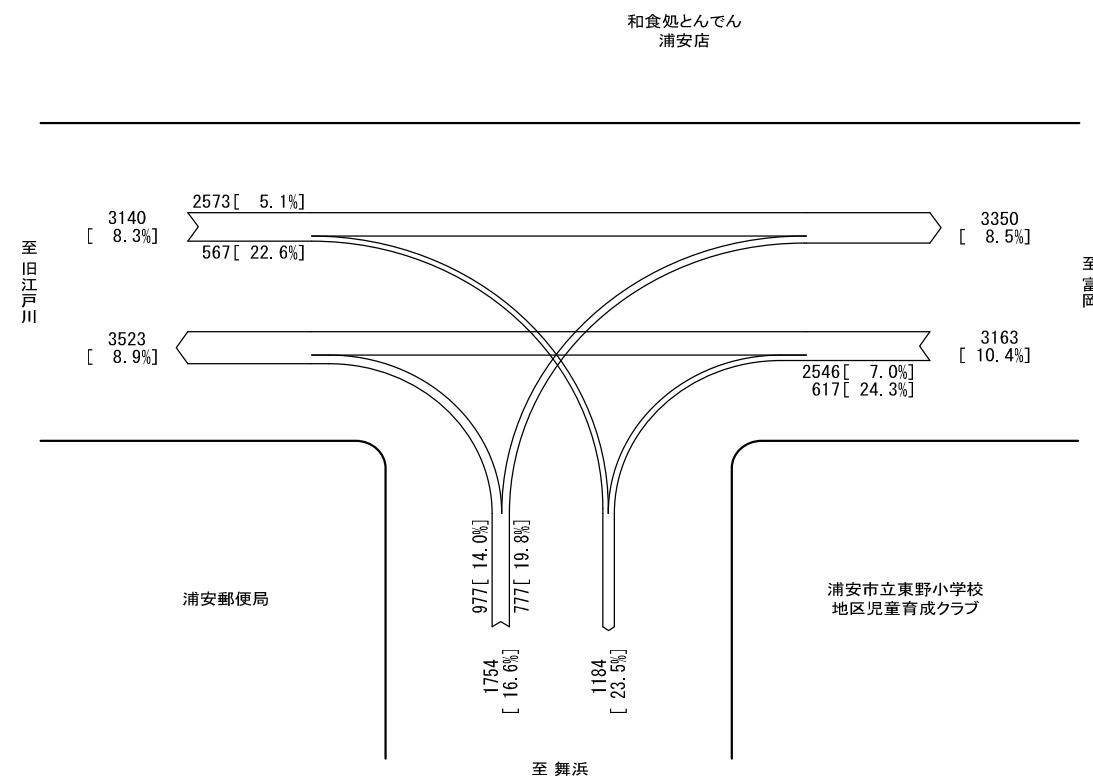 和食処とんでん
浦安店
2573[ 5.1%]
3140
[ 8.3%]
567[ 22.6%]
3350
[ 8.5%]
至 旧江戸川
至 富岡
3523
[ 8.9%]
3163
[ 10.4%]
2546[ 7.0%]
617[ 24.3%]
977[ 14.0%]
777[ 19.8%]
浦安郵便局
浦安市立東野小学校
地区児童育成クラブ
1754
[ 16.6%]
1184
[ 23.5%]
至 舞浜